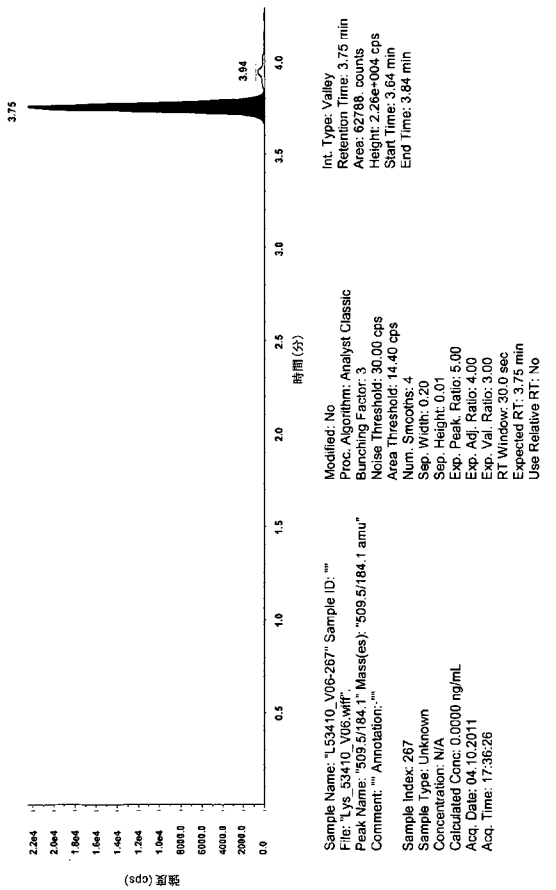 強度 (cps)
2.2e4
2.0e4
1.8e4
1.6e4
1.4e4
1.2e4
1.0e4
8000.0
6000.0
4000.0
2000.0
0.0
3.75
3.94
0.5
1.0
1.5
2.0
2.5
3.0
3.5
4.0
時間(分)
Sample Name: "L53410_V06-267" Sample ID: ""
File: "Lys_53410_V06.wiff".
Peak Name: "509.5/184.1" Mass(es): "509.5/184.1 amu"
Comment: "" Annotation: ""
Sample Index: 267
Sample Type: Unknown
Concentration: N/A
Calculated Conc: 0.0000 ng/mL
Acq. Date: 04.10.2011
Acq. Time: 17:36:26
Modified: No
Proc. Algorithm: Analyst Classic
Bunching Factor: 3
Noise Threshold: 30.00 cps
Area Threshold: 14.40 cps
Num. Smooths: 4
Sep. Width: 0.20
Sep. Height: 0.01
Exp. Peak. Ratio: 5.00
Exp. Adj. Ratio: 4.00
Exp. Val. Ratio: 3.00
RT Window: 30.0 sec
Expected RT: 3.75 min
Use Relative RT: No
Int. Type: Valley
Retention Time: 3.75 min
Area: 62788. counts
Height: 2.26e+004 cps
Start Time: 3.64 min
End Time: 3.84 min